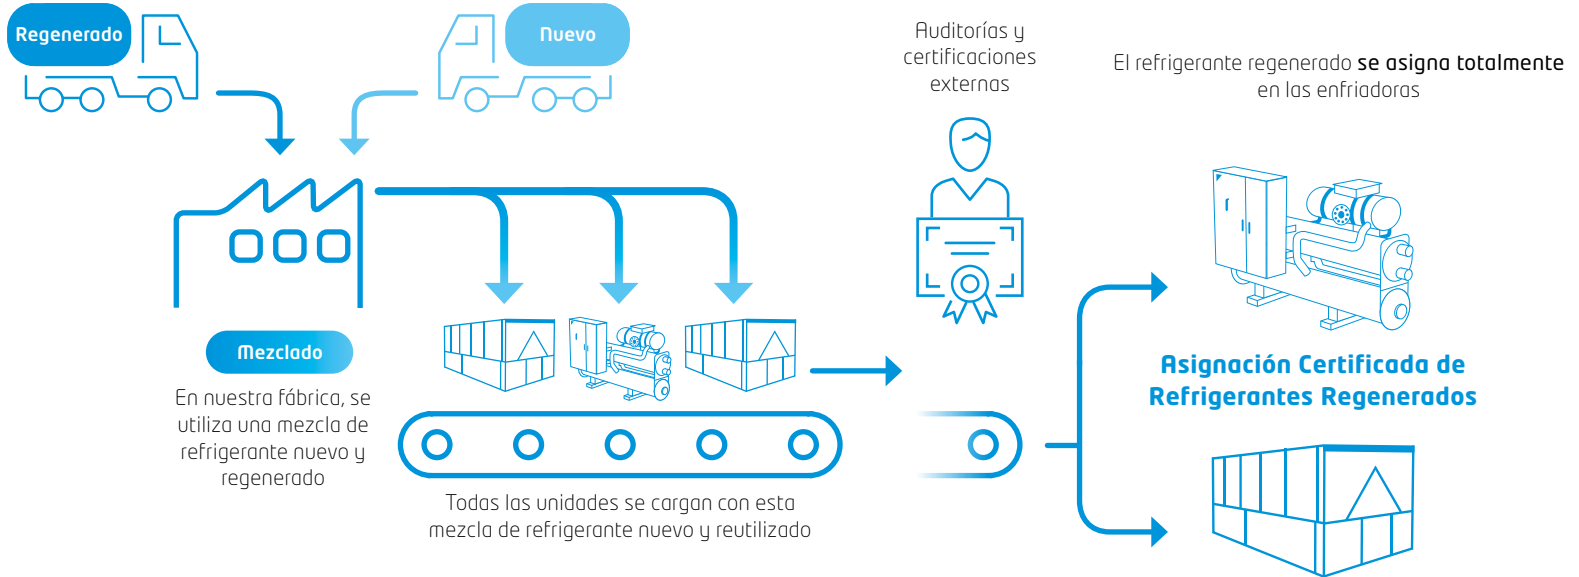 Regenerado
Nuevo
Auditorías y
certificaciones
externas
El refrigerante regenerado se asigna totalmente
en las enfriadoras
Mezclado
En nuestra fábrica, se
utiliza una mezcla de
refrigerante nuevo y
regenerado
Todas las unidades se cargan con esta
mezcla de refrigerante nuevo y reutilizado
Asignación Certificada de
Refrigerantes Regenerados